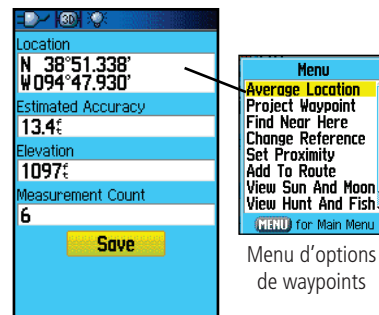 3D
Location
N 38°51.338'
W094°47.930'
Estimated Accuracy
13.4ft
Elevation
1097ft
Measurement Count
6
Save
Menu
Average Location
Project Waypoint
Find Near Here
Change Reference
Set Proximity
Add To Route
View Sun And Moon
View Hunt And Fish
MENU for Main Menu
Menu d'options
de waypoints